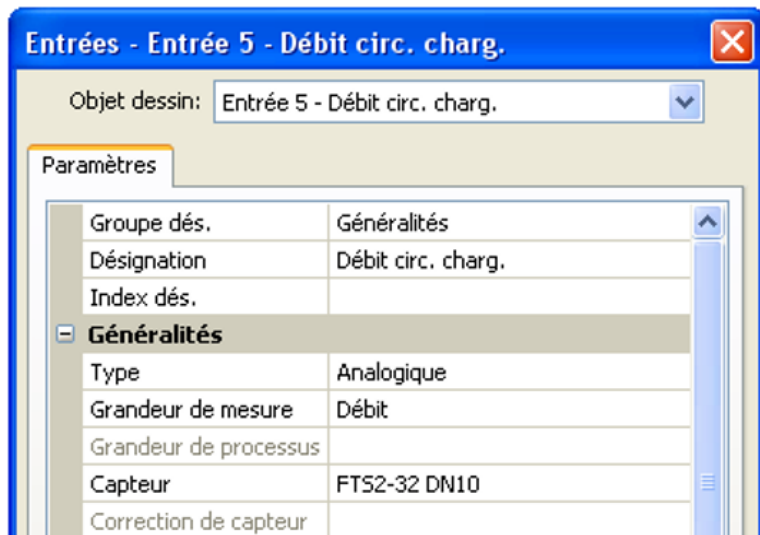 Entrées - Entrée 5 - Débit circ. charg.
Objet dessin: Entrée 5 - Débit circ. charg.
Paramètres
Groupe dés. Généralités
Désignation Débit circ. charg.
Index dés.
Généralités
Type Analogique
Grandeur de mesure Débit
Grandeur de processus
Capteur FTS2-32 DN10
Correction de capteur